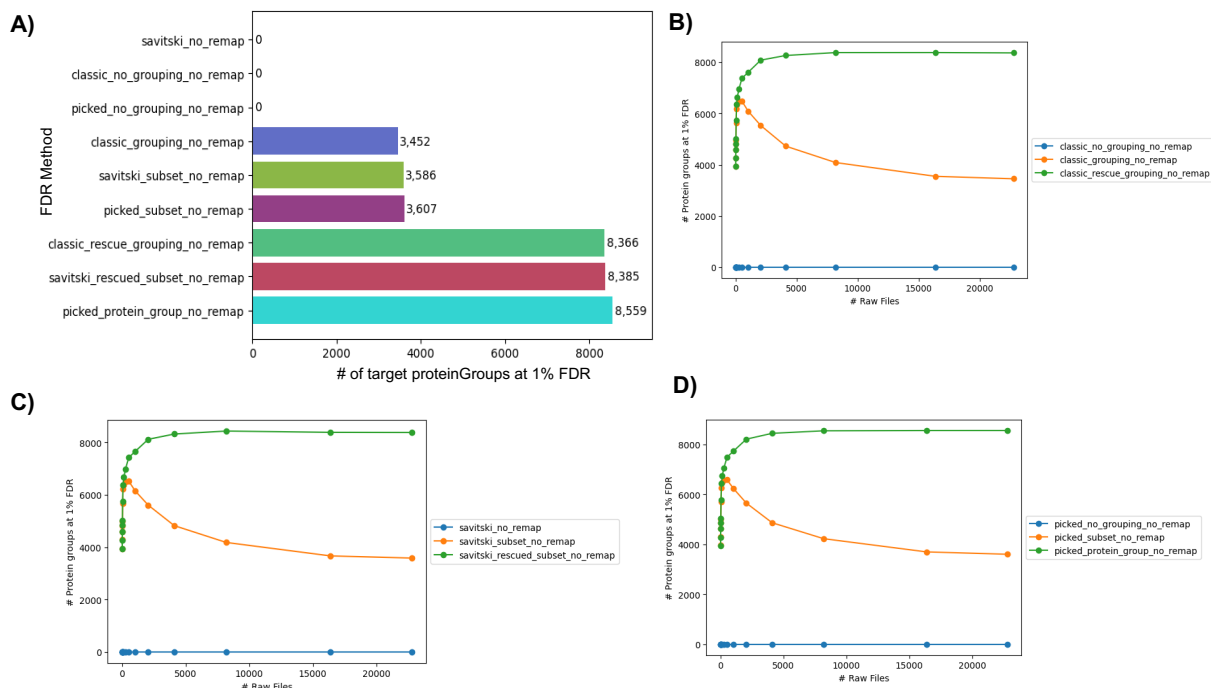 A)
savitski_no_remap
0
classic_no_grouping_no_remap
0
picked_no_grouping_no_remap
0
classic_grouping_no_remap
3,452
savitski_subset_no_remap
3,586
picked_subset_no_remap
3,607
classic_rescue_grouping_no_remap
8,366
savitski_rescued_subset_no_remap
8,385
picked_protein_group_no_remap
8,559
FDR Method
0 2000 4000 6000 8000
# of target proteinGroups at 1% FDR
B)
# Protein groups at 1% FDR
8000
6000
4000
2000
0
0 5000 10000 15000 20000
# Raw Files
classic_no_grouping_no_remap
classic_grouping_no_remap
classic_rescue_grouping_no_remap
C)
# Protein groups at 1% FDR
8000
6000
4000
2000
0
0 5000 10000 15000 20000
# Raw Files
savitski_no_remap
savitski_subset_no_remap
savitski_rescued_subset_no_remap
D)
# Protein groups at 1% FDR
8000
6000
4000
2000
0
0 5000 10000 15000 20000
# Raw Files
picked_no_grouping_no_remap
picked_subset_no_remap
picked_protein_group_no_remap